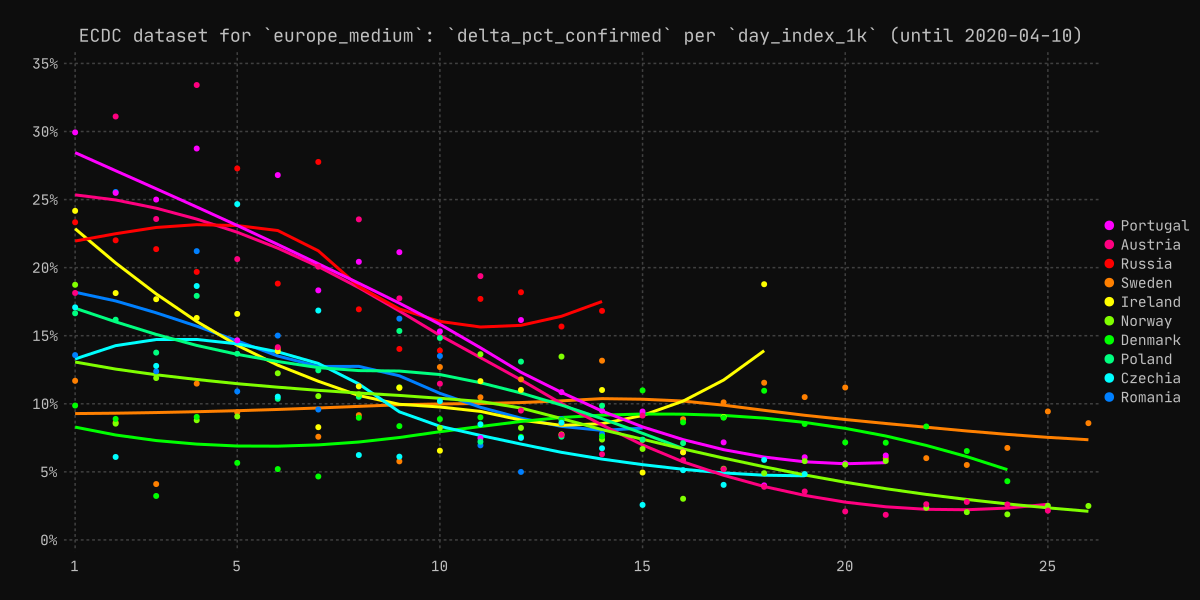 ECDC dataset for `europe_medium`: `delta_pct_confirmed` per `day_index_1k` (until 2020-04-10)
35%
30%
25%
20%
15%
10%
5%
0%
1 5 10 15 20 25
Portugal
Austria
Russia
Sweden
Ireland
Norway
Denmark
Poland
Czechia
Romania